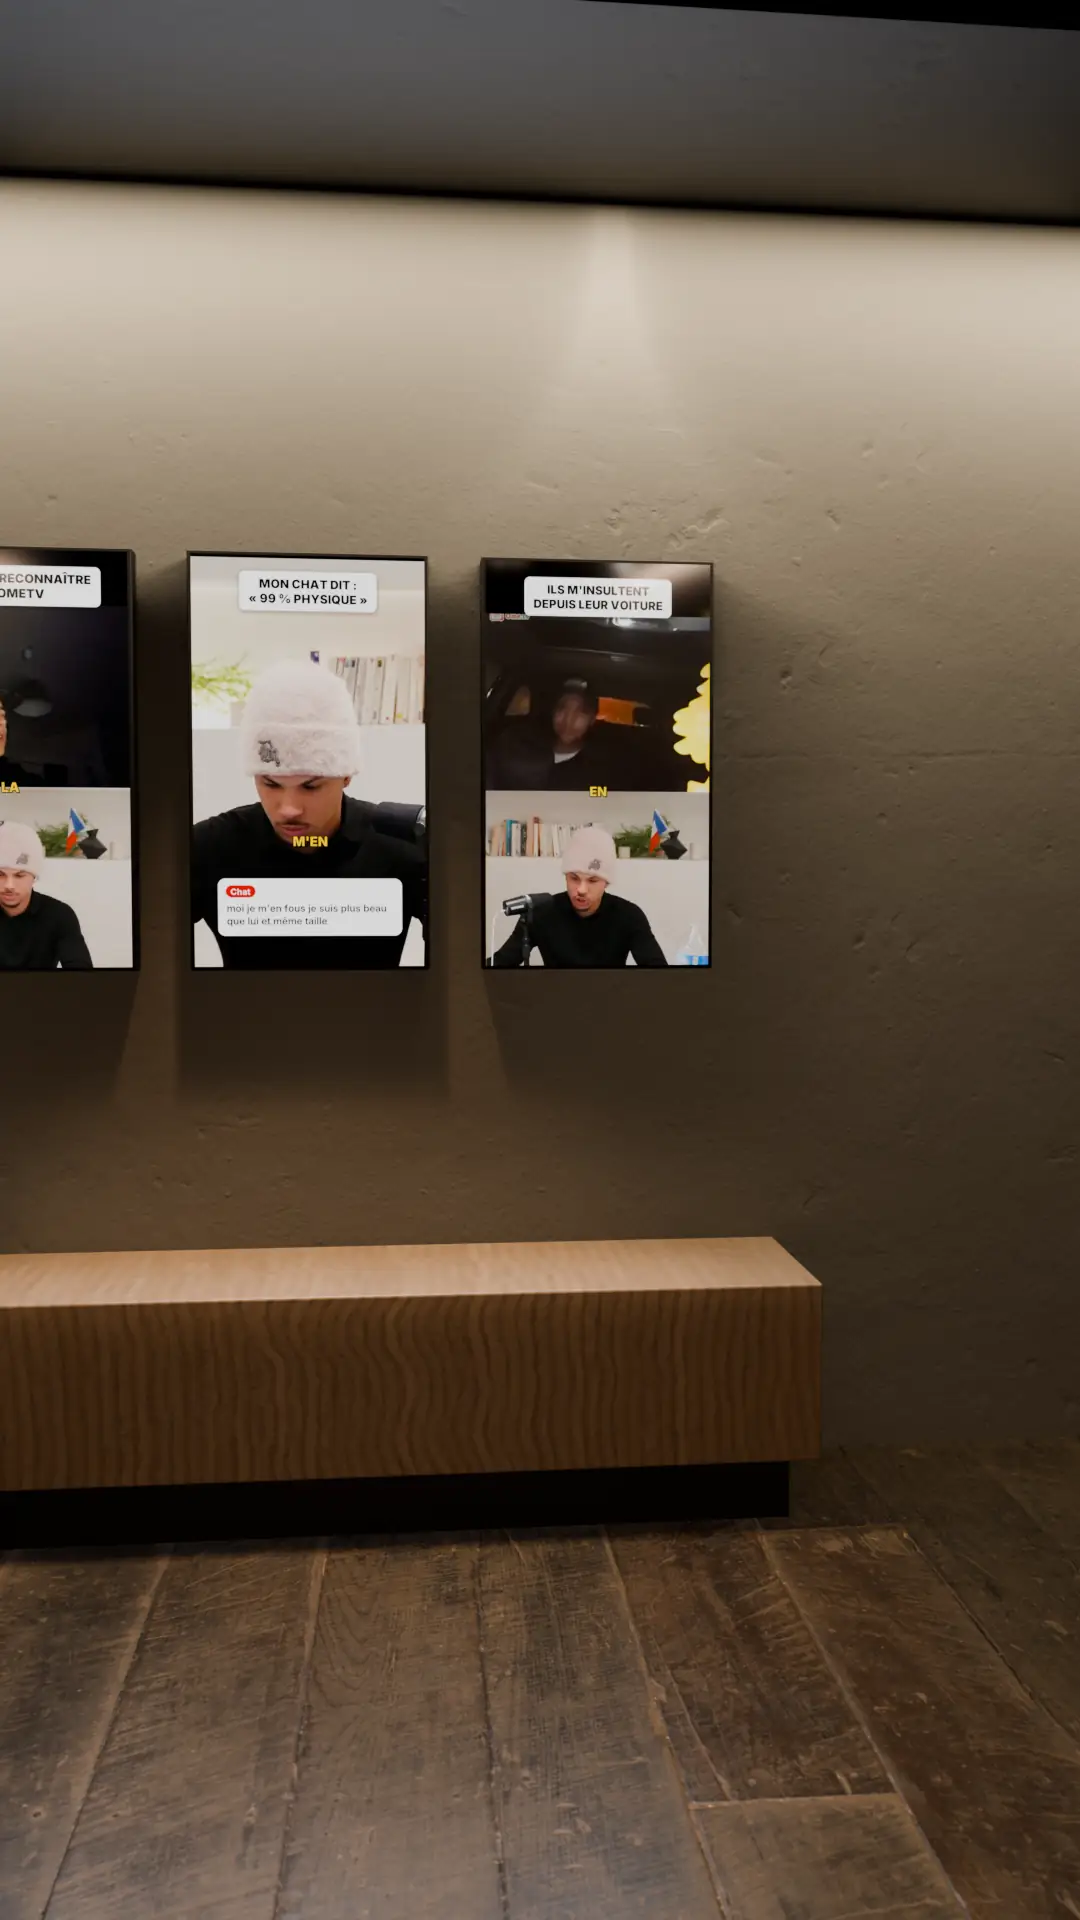 RECONNAÎTRE
OMETV
LA
MON CHAT DIT :
« 99 % PHYSIQUE »
M'EN
Chat
moi je m'en fous je suis plus beau
que lui et même taille
ILS M'INSULTENT
DEPUIS LEUR VOITURE
EN